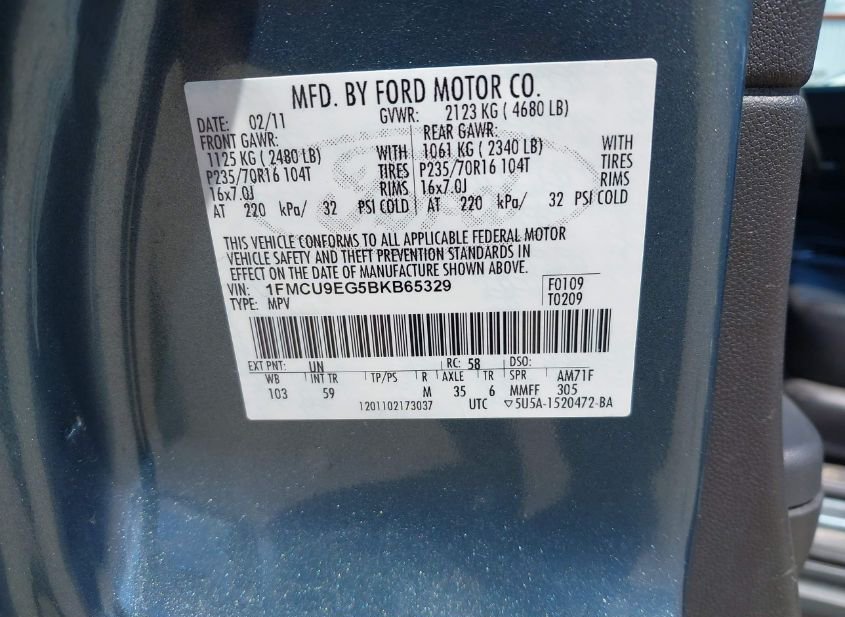 MFD. BY FORD MOTOR CO.
DATE: 02/11 GVWR: 2123 KG ( 4680 LB)
FRONT GAWR: REAR GAWR:
1125 KG ( 2480 LB) WITH 1061 KG ( 2340 LB) WITH
P235/70R16 104T TIRES P235/70R16 104T TIRES
16x7.0J RIMS 16x7.0J RIMS
AT 220 kPa/ 32 PSI COLD AT 220 kPa/ 32 PSI COLD
THIS VEHICLE CONFORMS TO ALL APPLICABLE FEDERAL MOTOR
VEHICLE SAFETY AND THEFT PREVENTION STANDARDS IN
EFFECT ON THE DATE OF MANUFACTURE SHOWN ABOVE.
VIN: 1FMCU9EG5BKB65329 F0109
TYPE: MPV T0209
EXT PNT: UN RC: 58 DSO:
WB INT TR TP/PS R AXLE TR SPR AM71F
103 59 M 35 6 MMFF 305
1201102173037 UTC ▽5U5A-1520472-BA